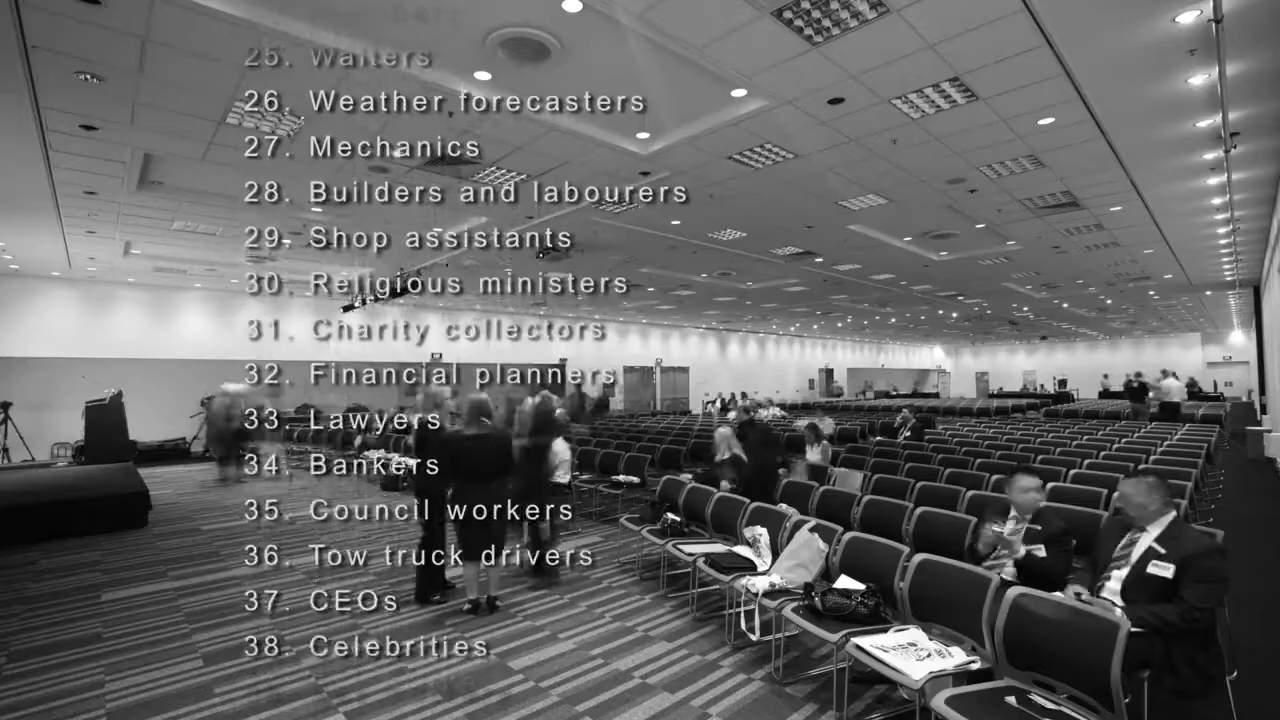 25. Waiters
26. Weather forecasters
27. Mechanics
28. Builders and labourers
29. Shop assistants
30. Religious ministers
31. Charity collectors
32. Financial planners
33. Lawyers
34. Bankers
35. Council workers
36. Tow truck drivers
37. CEOs
38. Celebrities